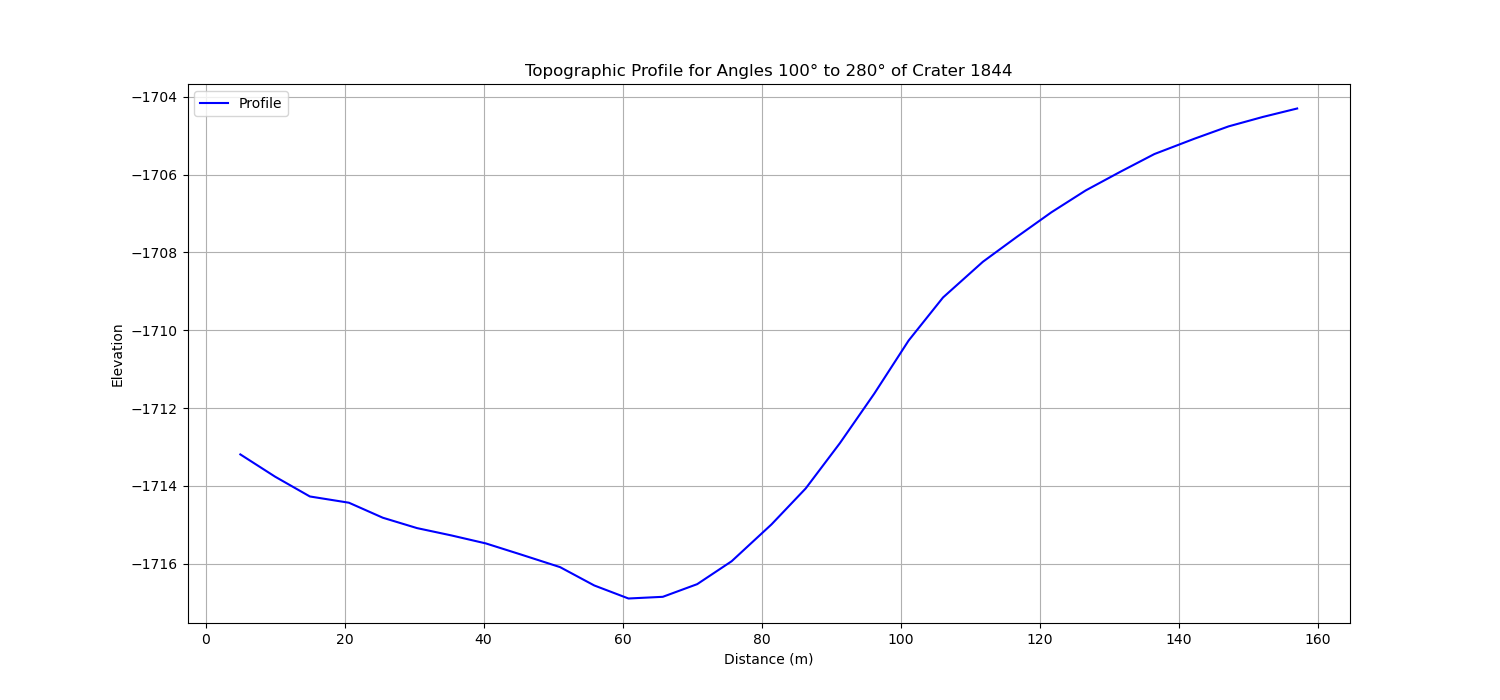 Topographic Profile for Angles 100° to 280° of Crater 1844
Profile
−1704
−1706
−1708
−1710
−1712
−1714
−1716
Elevation
0 20 40 60 80 100 120 140 160
Distance (m)